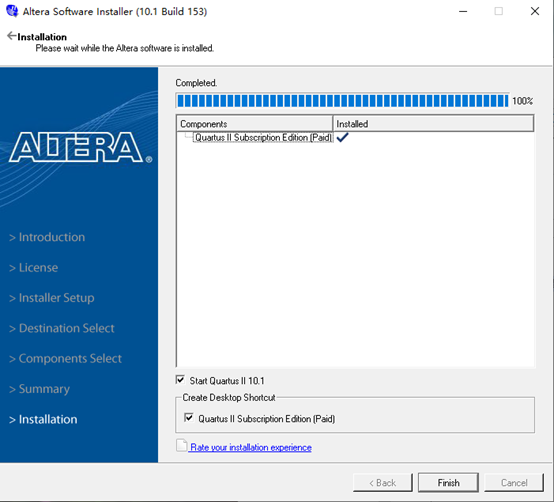 Altera Software Installer (10.1 Build 153)
Installation
Please wait while the Altera software is installed.
ALTERA®
> Introduction
> License
> Installer Setup
> Destination Select
> Components Select
> Summary
> Installation
Completed.
100%
Components Installed
Quartus II Subscription Edition (Paid)
Start Quartus II 10.1
Create Desktop Shortcut
Quartus II Subscription Edition (Paid)
Rate your installation experience
< Back Finish Cancel